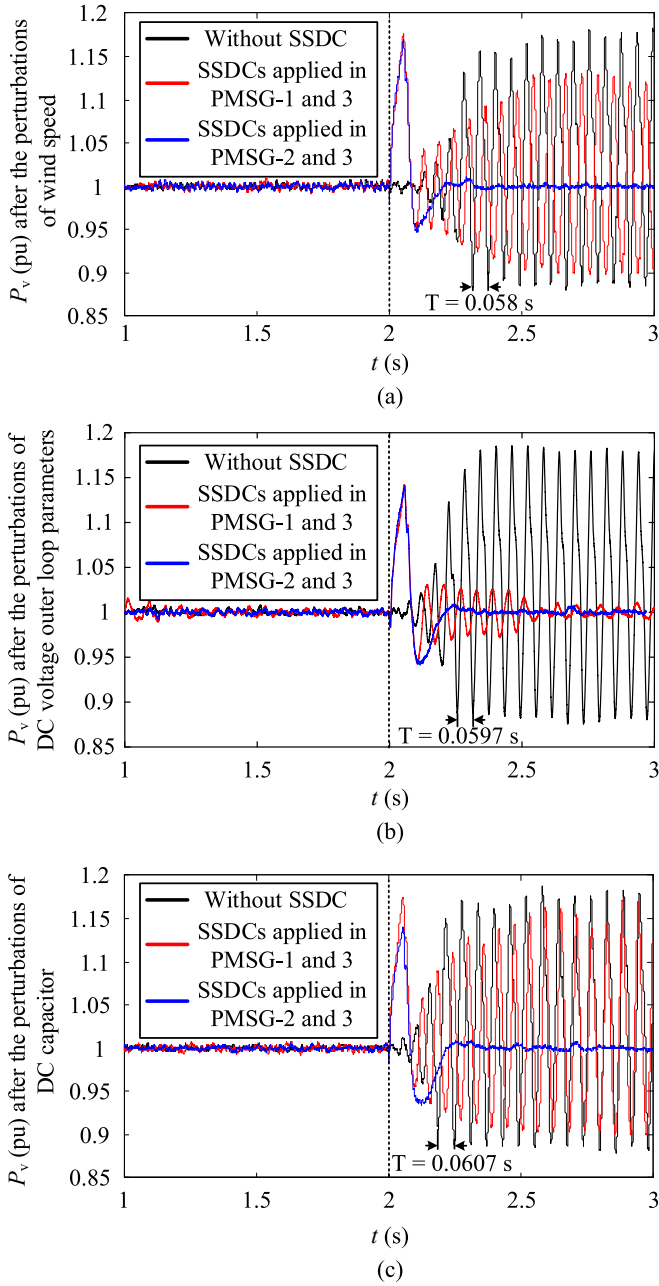 P_v (pu) after the perturbations
of wind speed
1.2
1.15
1.1
1.05
1
0.95
0.9
0.85
Without SSDC
SSDCs applied in
PMSG-1 and 3
SSDCs applied in
PMSG-2 and 3
T = 0.058 s
1
1.5
2
2.5
3
t (s)
(a)
P_v (pu) after the perturbations of
DC voltage outer loop parameters
1.2
1.15
1.1
1.05
1
0.95
0.9
0.85
Without SSDC
SSDCs applied in
PMSG-1 and 3
SSDCs applied in
PMSG-2 and 3
T = 0.0597 s
1
1.5
2
2.5
3
t (s)
(b)
P_v (pu) after the perturbations of
DC capacitor
1.2
1.15
1.1
1.05
1
0.95
0.9
0.85
Without SSDC
SSDCs applied in
PMSG-1 and 3
SSDCs applied in
PMSG-2 and 3
T = 0.0607 s
1
1.5
2
2.5
3
t (s)
(c)